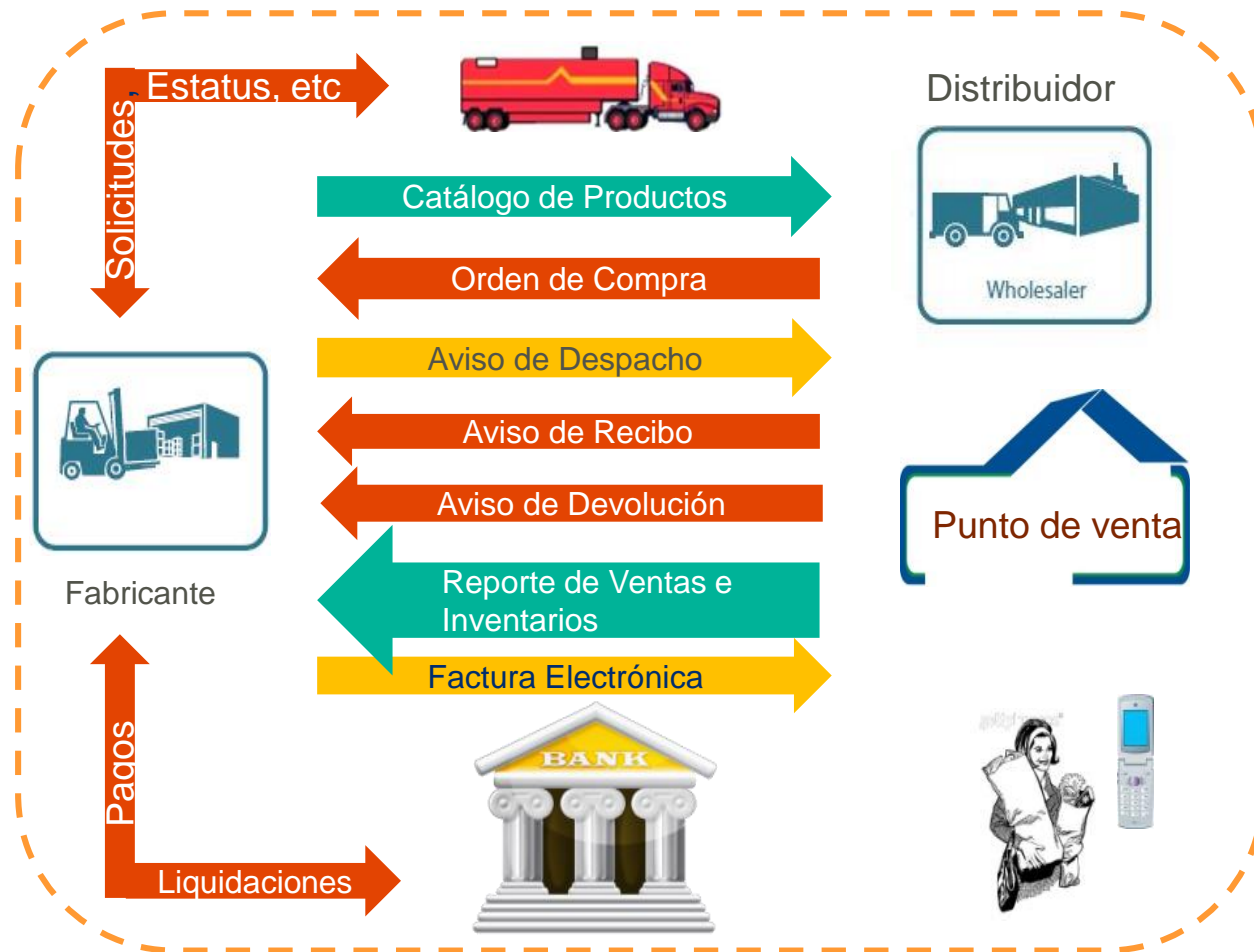 Solicitudes,
Estatus, etc
Distribuidor
Catálogo de Productos
Orden de Compra
Wholesaler
Aviso de Despacho
Aviso de Recibo
Aviso de Devolución
Punto de venta
Reporte de Ventas e
Inventarios
Fabricante
Factura Electrónica
BANK
Pagos
Liquidaciones